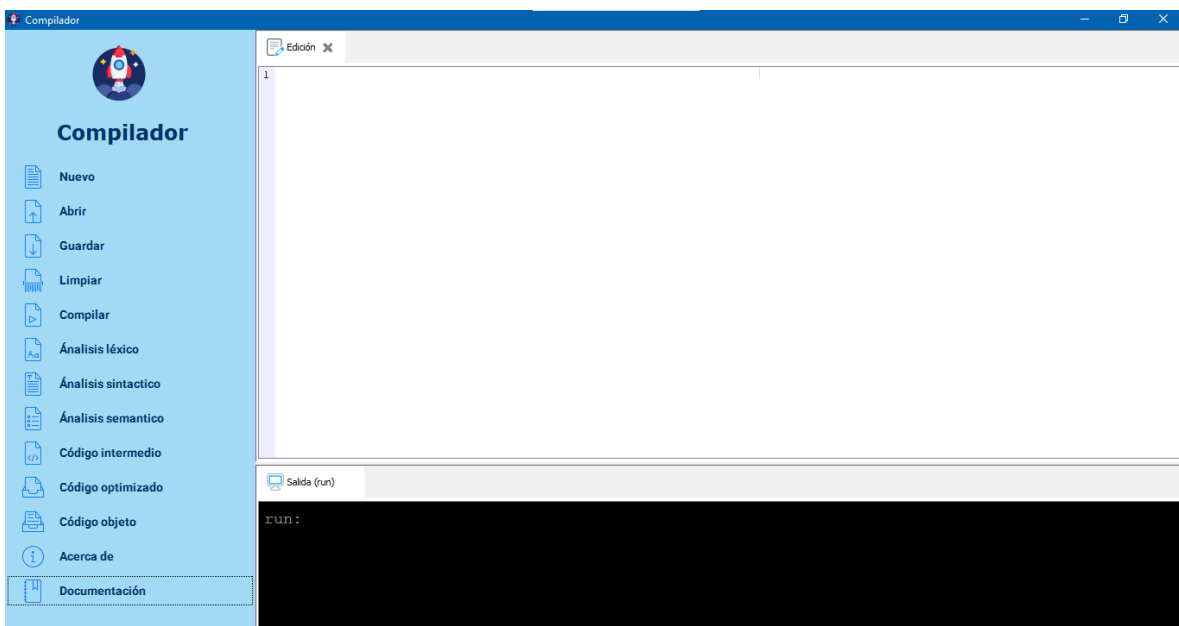 Compilador
Compilador
Nuevo
Abrir
Guardar
Limpiar
Compilar
Ánalisis léxico
Ánalisis sintactico
Ánalisis semantico
Código intermedio
Código optimizado
Código objeto
Acerca de
Documentación
Edición
1
Salida (run)
run: